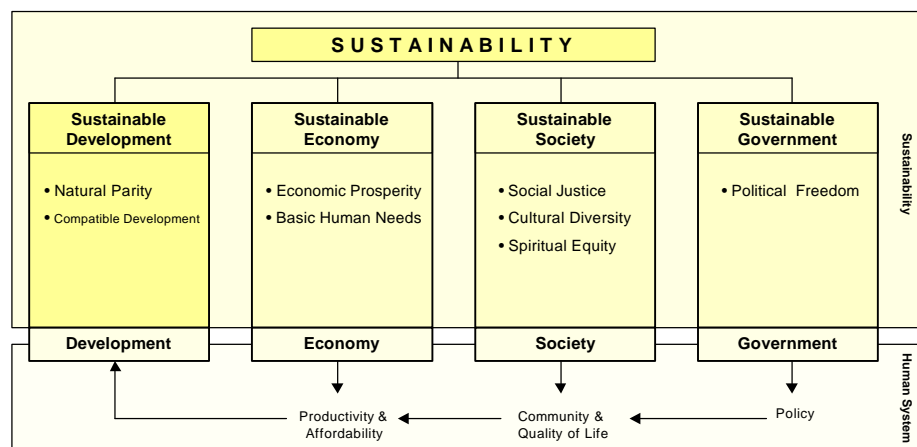 SUSTAINABILITY
Sustainable
Development
• Natural Parity
• Compatible Development
Development
Sustainable
Economy
• Economic Prosperity
• Basic Human Needs
Economy
Sustainable
Society
• Social Justice
• Cultural Diversity
• Spiritual Equity
Society
Sustainable
Government
• Political Freedom
Government
Sustainability
Productivity &
Affordability
Community &
Quality of Life
Policy
Human System